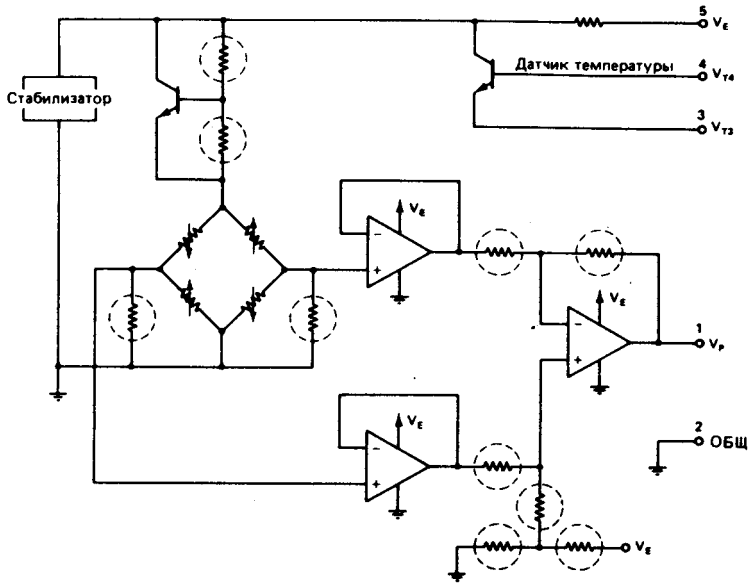 5
V_E
Датчик температуры
4
V_T4
Стабилизатор
3
V_T3
V_E
-
+
V_E
-
+
1
V_P
V_E
-
+
2
ОБЩ
V_E